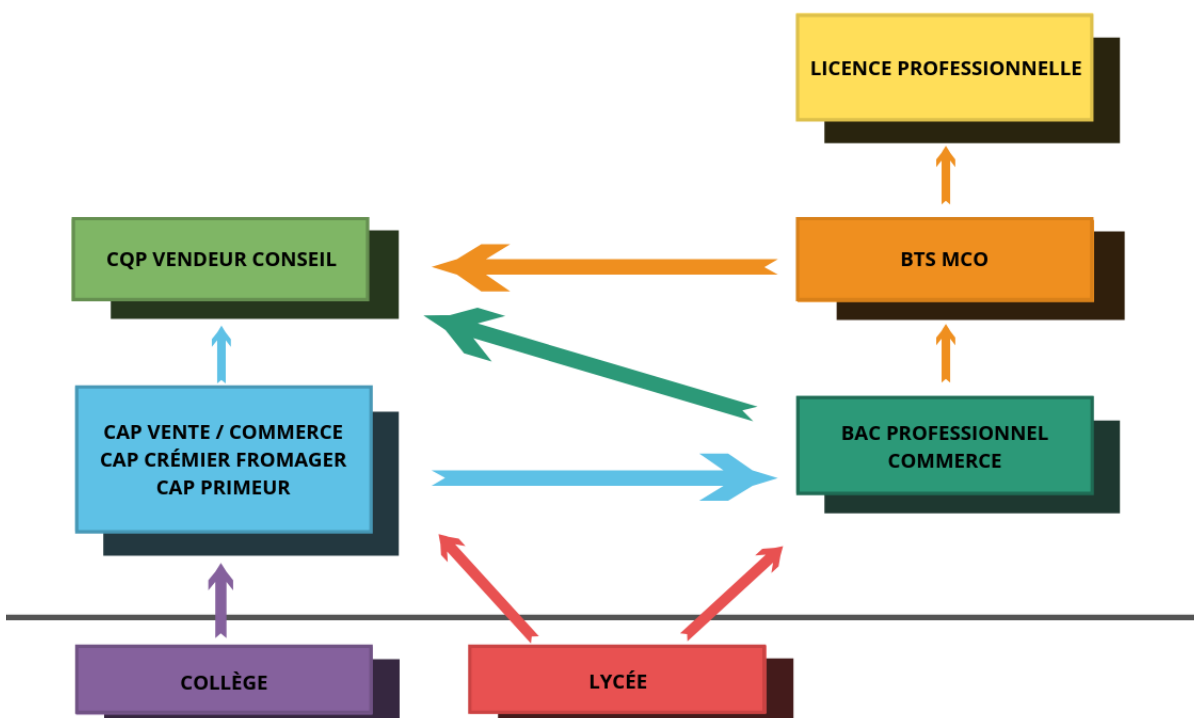 LICENCE PROFESSIONNELLE
CQP VENDEUR CONSEIL
BTS MCO
CAP VENTE / COMMERCE
CAP CRÉMIER FROMAGER
CAP PRIMEUR
BAC PROFESSIONNEL
COMMERCE
COLLÈGE
LYCÉE